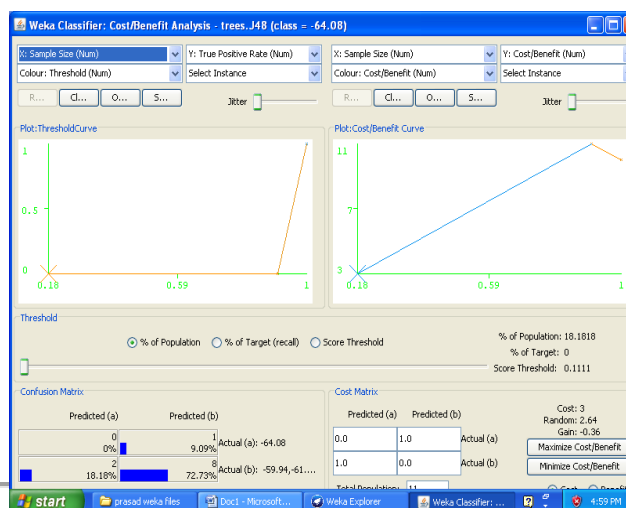 Weka Classifier: Cost/Benefit Analysis - trees.J48 (class = -64.08)
X: Sample Size (Num) Y: True Positive Rate (Num) X: Sample Size (Num) Y: Cost/Benefit (Num)
Colour: Threshold (Num) Select Instance Colour: Cost/Benefit (Num) Select Instance
R... Cl... O... S... Jitter R... Cl... O... S... Jitter
Plot:ThresholdCurve Plot:Cost/Benefit Curve
1 11
0.5 7
0 3
0.18 0.59 1 0.18 0.59 1
Threshold
% of Population % of Target (recall) Score Threshold
% of Population: 18.1818
% of Target: 0
Score Threshold: 0.1111
Confusion Matrix
Predicted (a) Predicted (b)
0 1
0% 9.09% Actual (a): -64.08
2 8
18.18% 72.73% Actual (b): -59.94,-61....
Cost Matrix
Predicted (a) Predicted (b)
0.0 1.0 Actual (a)
1.0 0.0 Actual (b)
Total Population 11
Cost: 3
Random: 2.64
Gain: -0.36
Maximize Cost/Benefit
Minimize Cost/Benefit
Cost Benefit
start prasad weka files Doc1 - Microsoft... Weka Explorer Weka Classifier: ... 4:59 PM